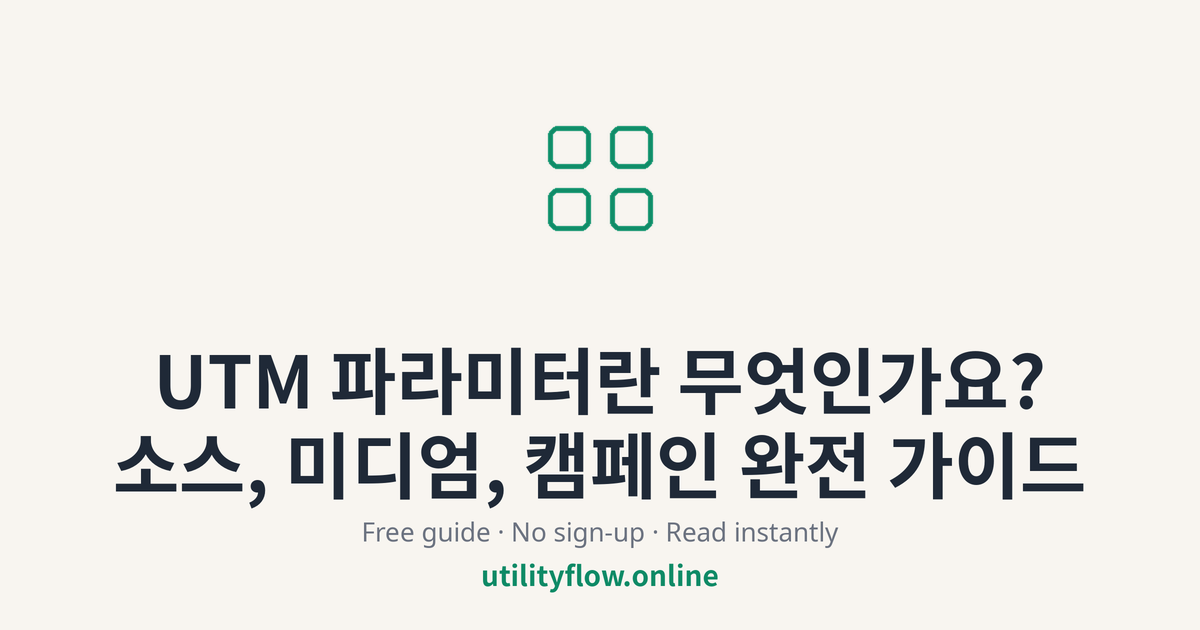 UTM 파라미터란 무엇인가요?
소스, 미디엄, 캠페인 완전 가이드
Free guide · No sign-up · Read instantly
utilityflow.online